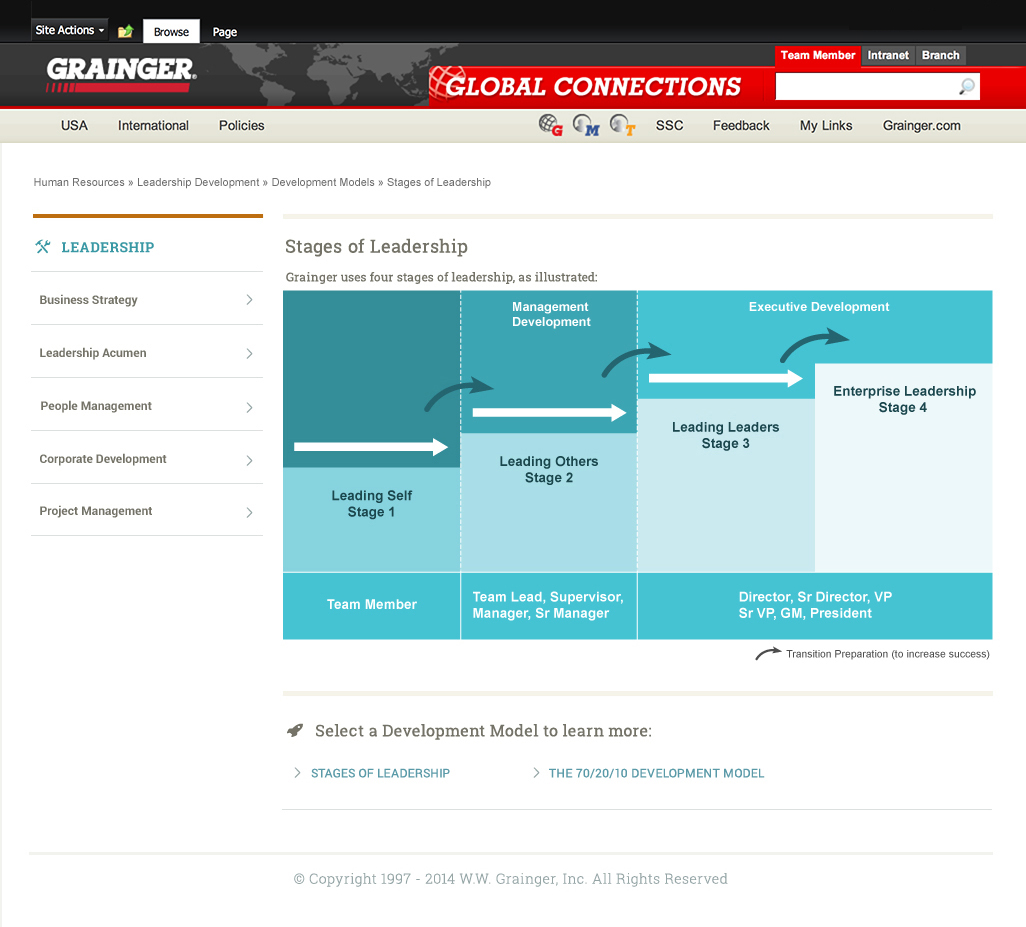 Site Actions
Browse
Page
GRAINGER®
GLOBAL CONNECTIONS
Team Member
Intranet
Branch
USA
International
Policies
G
M
T
SSC
Feedback
My Links
Grainger.com
Human Resources » Leadership Development » Development Models » Stages of Leadership
LEADERSHIP
Business Strategy
Leadership Acumen
People Management
Corporate Development
Project Management
Stages of Leadership
Grainger uses four stages of leadership, as illustrated:
Management
Development
Executive Development
Leading Self
Stage 1
Leading Others
Stage 2
Leading Leaders
Stage 3
Enterprise Leadership
Stage 4
Team Member
Team Lead, Supervisor,
Manager, Sr Manager
Director, Sr Director, VP
Sr VP, GM, President
Transition Preparation (to increase success)
Select a Development Model to learn more:
STAGES OF LEADERSHIP
THE 70/20/10 DEVELOPMENT MODEL
© Copyright 1997 - 2014 W.W. Grainger, Inc. All Rights Reserved